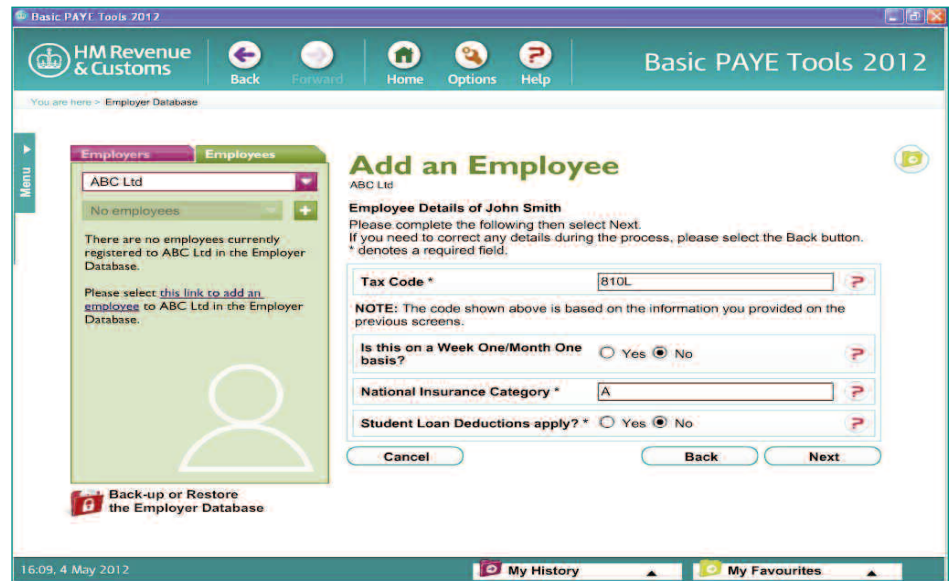 Basic PAYE Tools 2012
HM Revenue
& Customs
Back
Forward
Home
Options
Help
Basic PAYE Tools 2012
You are here > Employer Database
Menu
Employers
Employees
ABC Ltd
No employees
There are no employees currently
registered to ABC Ltd in the Employer
Database.
Please select this link to add an
employee to ABC Ltd in the Employer
Database.
Back-up or Restore
the Employer Database
Add an Employee
ABC Ltd
Employee Details of John Smith
Please complete the following then select Next.
If you need to correct any details during the process, please select the Back button.
* denotes a required field.
Tax Code * 810L ?
NOTE: The code shown above is based on the information you provided on the
previous screens.
Is this on a Week One/Month One
basis? Yes No ?
National Insurance Category * A ?
Student Loan Deductions apply? * Yes No ?
Cancel Back Next
16:09, 4 May 2012
My History
My Favourites